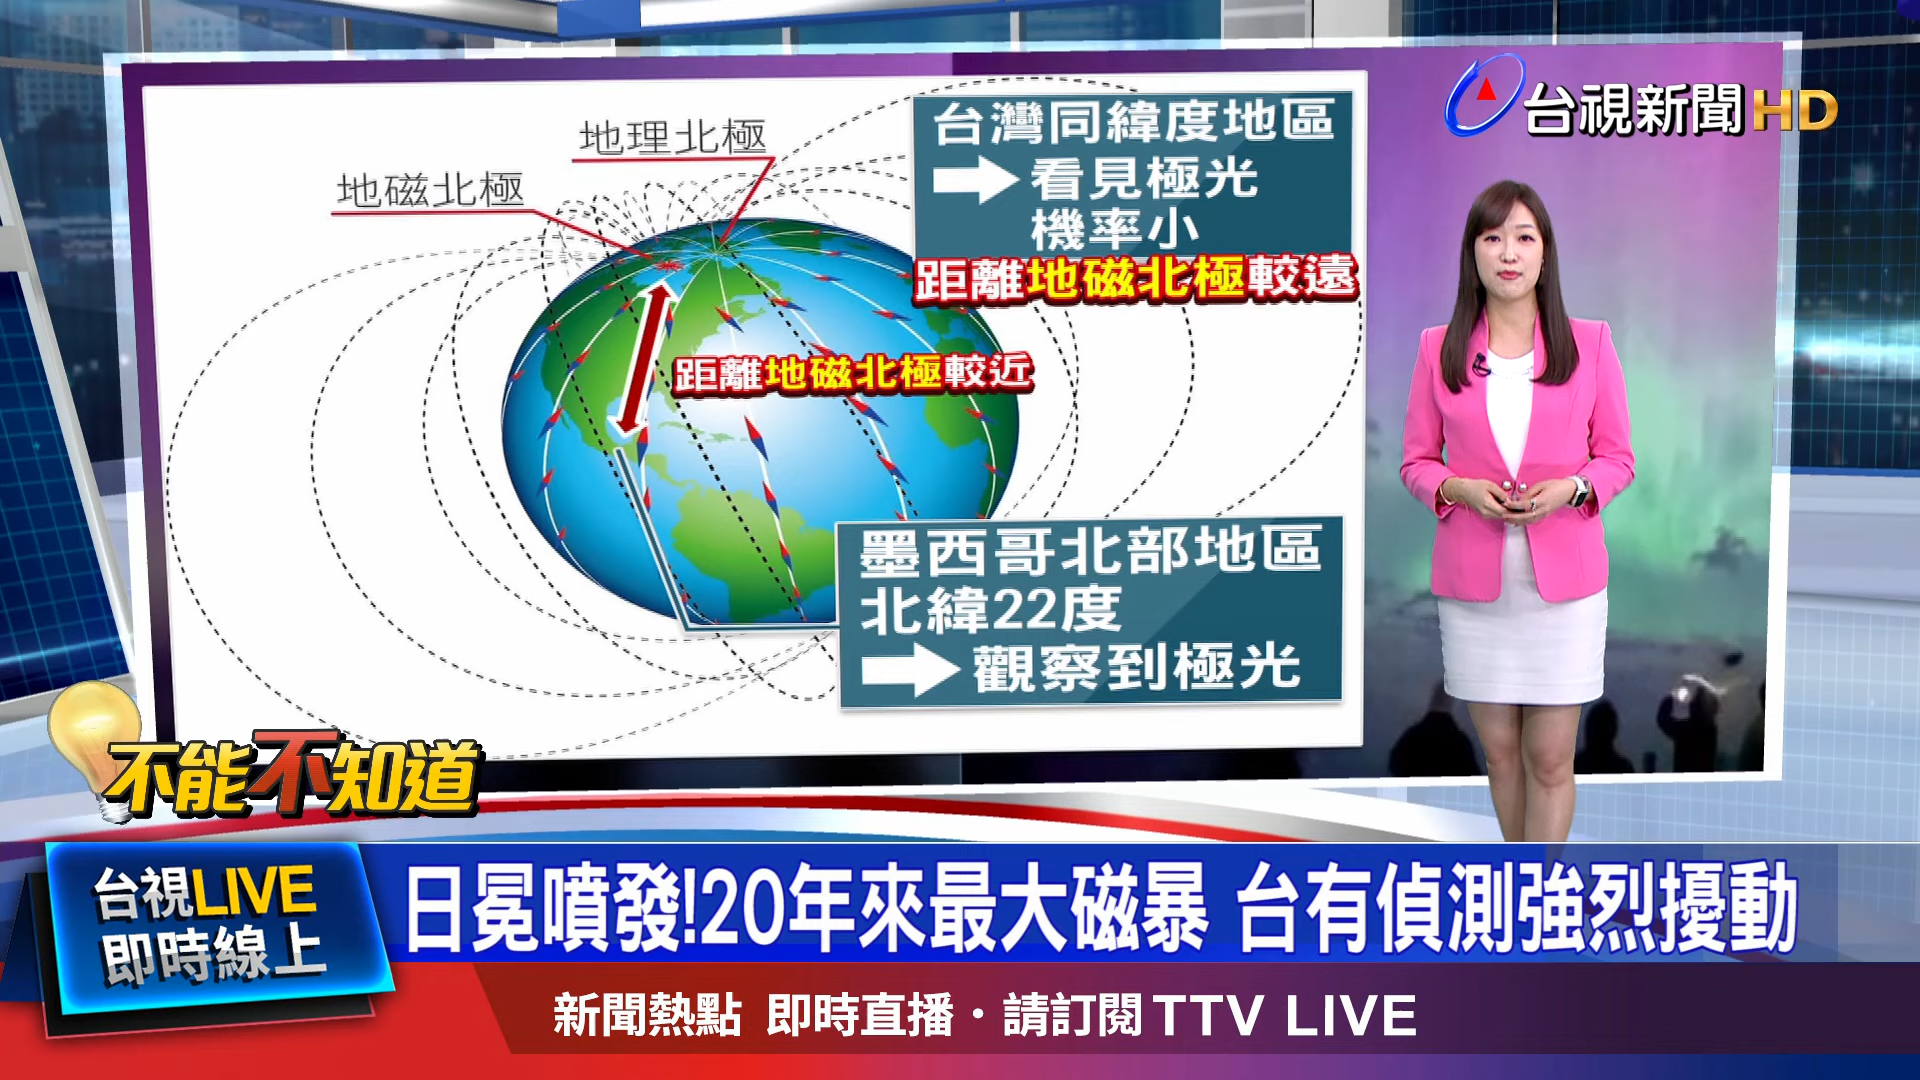 台視新聞HD
地理北極
地磁北極
台灣同緯度地區
看見極光
機率小
距離地磁北極較遠
距離地磁北極較近
墨西哥北部地區
北緯22度
觀察到極光
不能不知道
台視LIVE
即時線上
日冕噴發!20年來最大磁暴 台有偵測強烈擾動
新聞熱點 即時直播・請訂閱TTV LIVE